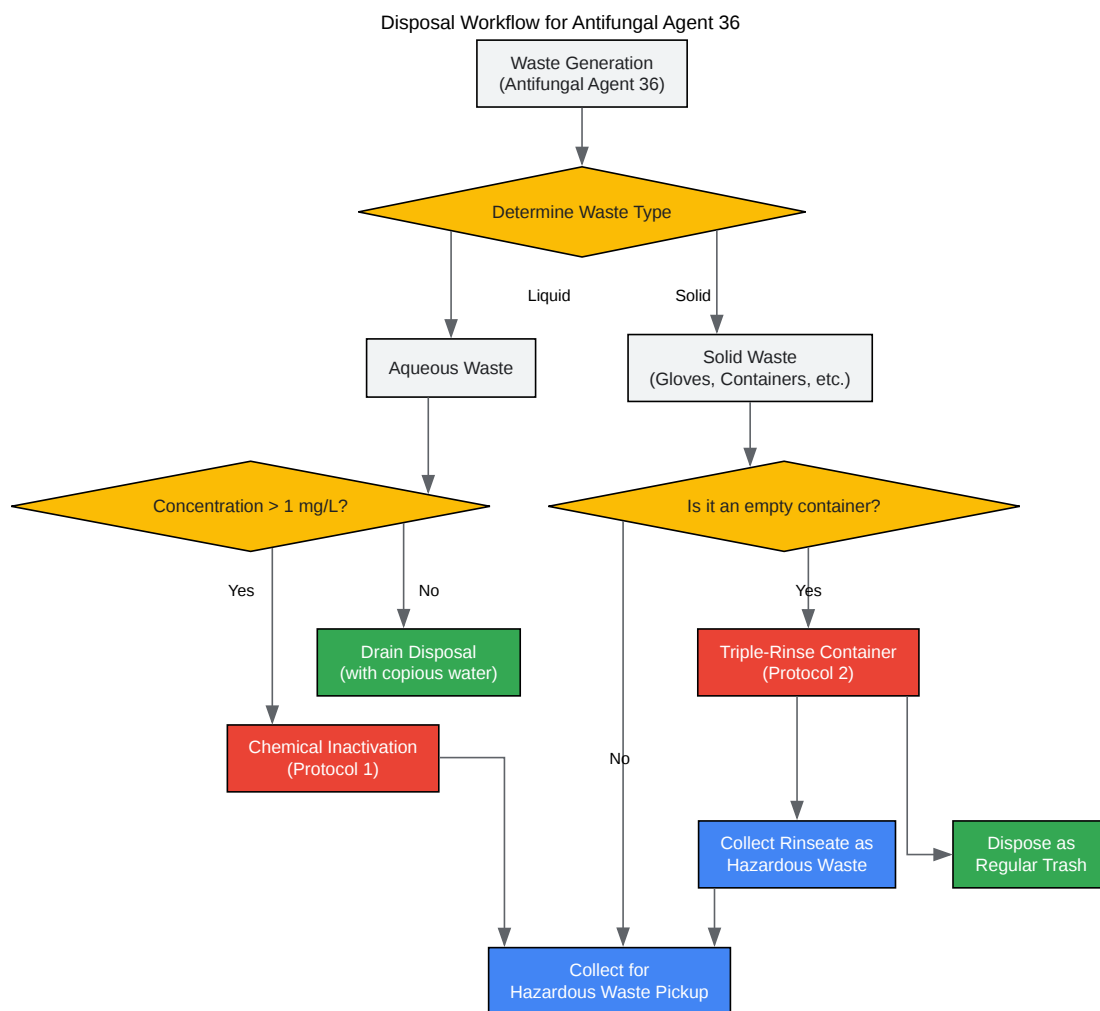 Disposal Workflow for Antifungal Agent 36
Waste Generation
(Antifungal Agent 36)
Determine Waste Type
Liquid
Solid
Aqueous Waste
Solid Waste
(Gloves, Containers, etc.)
Concentration > 1 mg/L?
Is it an empty container?
Yes
No
Yes
Drain Disposal
(with copious water)
Triple-Rinse Container
(Protocol 2)
Chemical Inactivation
(Protocol 1)
No
Collect Rinseate as
Hazardous Waste
Dispose as
Regular Trash
Collect for
Hazardous Waste Pickup